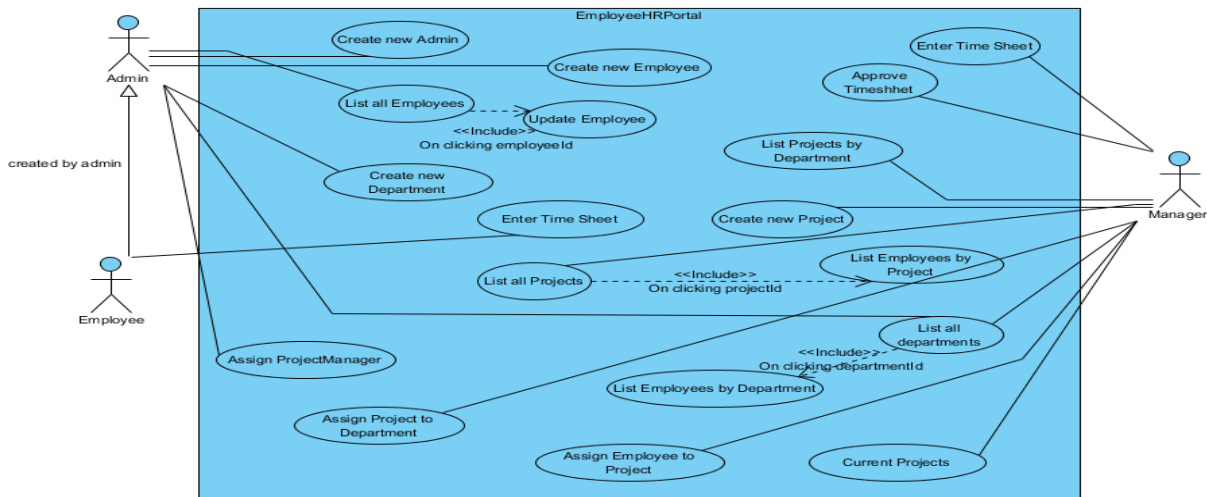 EmployeeHRPortal
Create new Admin
Enter Time Sheet
Create new Employee
Admin
Approve
Timeshhet
List all Employees
Update Employee
<<Include>>
On clicking employeeId
List Projects by
Department
created by admin
Create new
Department
Enter Time Sheet
Create new Project
Manager
List Employees by
Project
<<Include>>
List all Projects
On clicking projectId
Employee
List all
departments
Assign ProjectManager
<<Include>>
On clicking departmentId
List Employees by Department
Assign Project to
Department
Assign Employee to
Project
Current Projects